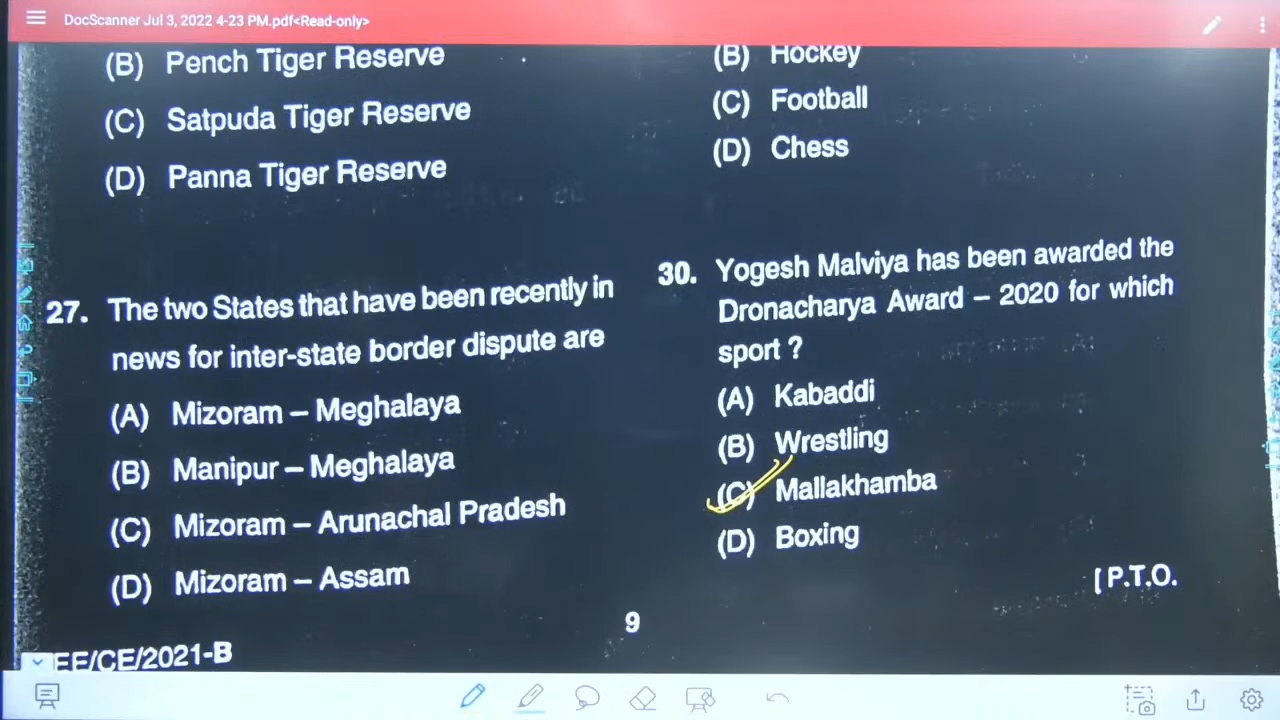 DocScanner Jul 3, 2022 4-23 PM.pdf<Read-only>
(B) Pench Tiger Reserve
(C) Satpuda Tiger Reserve
(D) Panna Tiger Reserve
27. The two States that have been recently in
news for inter-state border dispute are
(A) Mizoram – Meghalaya
(B) Manipur – Meghalaya
(C) Mizoram – Arunachal Pradesh
(D) Mizoram – Assam
(B) Hockey
(C) Football
(D) Chess
30. Yogesh Malviya has been awarded the
Dronacharya Award – 2020 for which
sport ?
(A) Kabaddi
(B) Wrestling
(C) Mallakhamba
(D) Boxing
[ P.T.O.
9
EE/CE/2021-B